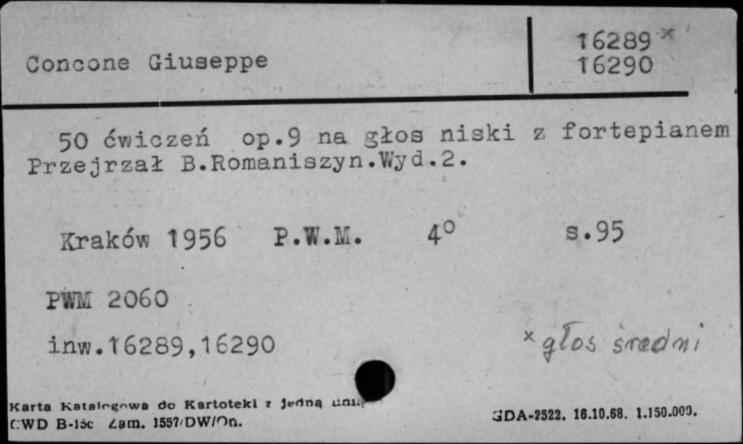 Concone Giuseppe
16289 x
16290
50 ćwiczeń op.9 na głos niski z fortepianem
Przejrzał B.Romaniszyn.Wyd.2.
Kraków 1956 P.W.M. 4° s.95
PWM 2060
inw.16289,16290
x głos średni
Karta Katalogowa do Kartoteki z jedną
CWD B-15c Zam. 1557/DW/On.
GDA-2522. 16.10.68. 1.150.000.